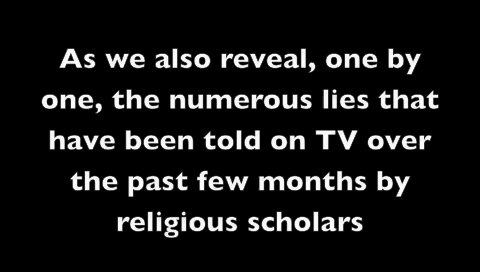 As we also reveal, one by
one, the numerous lies that
have been told on TV over
the past few months by
religious scholars